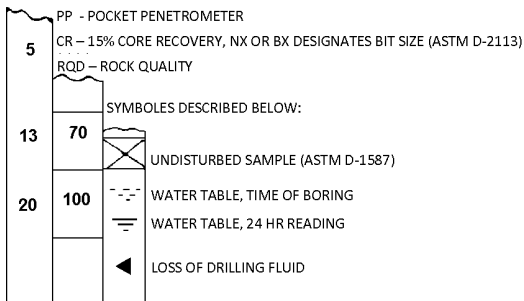 PP - POCKET PENETROMETER
5 CR – 15% CORE RECOVERY, NX OR BX DESIGNATES BIT SIZE (ASTM D-2113)
RQD – ROCK QUALITY
SYMBOLES DESCRIBED BELOW:
13 70
UNDISTURBED SAMPLE (ASTM D-1587)
20 100 WATER TABLE, TIME OF BORING
WATER TABLE, 24 HR READING
LOSS OF DRILLING FLUID